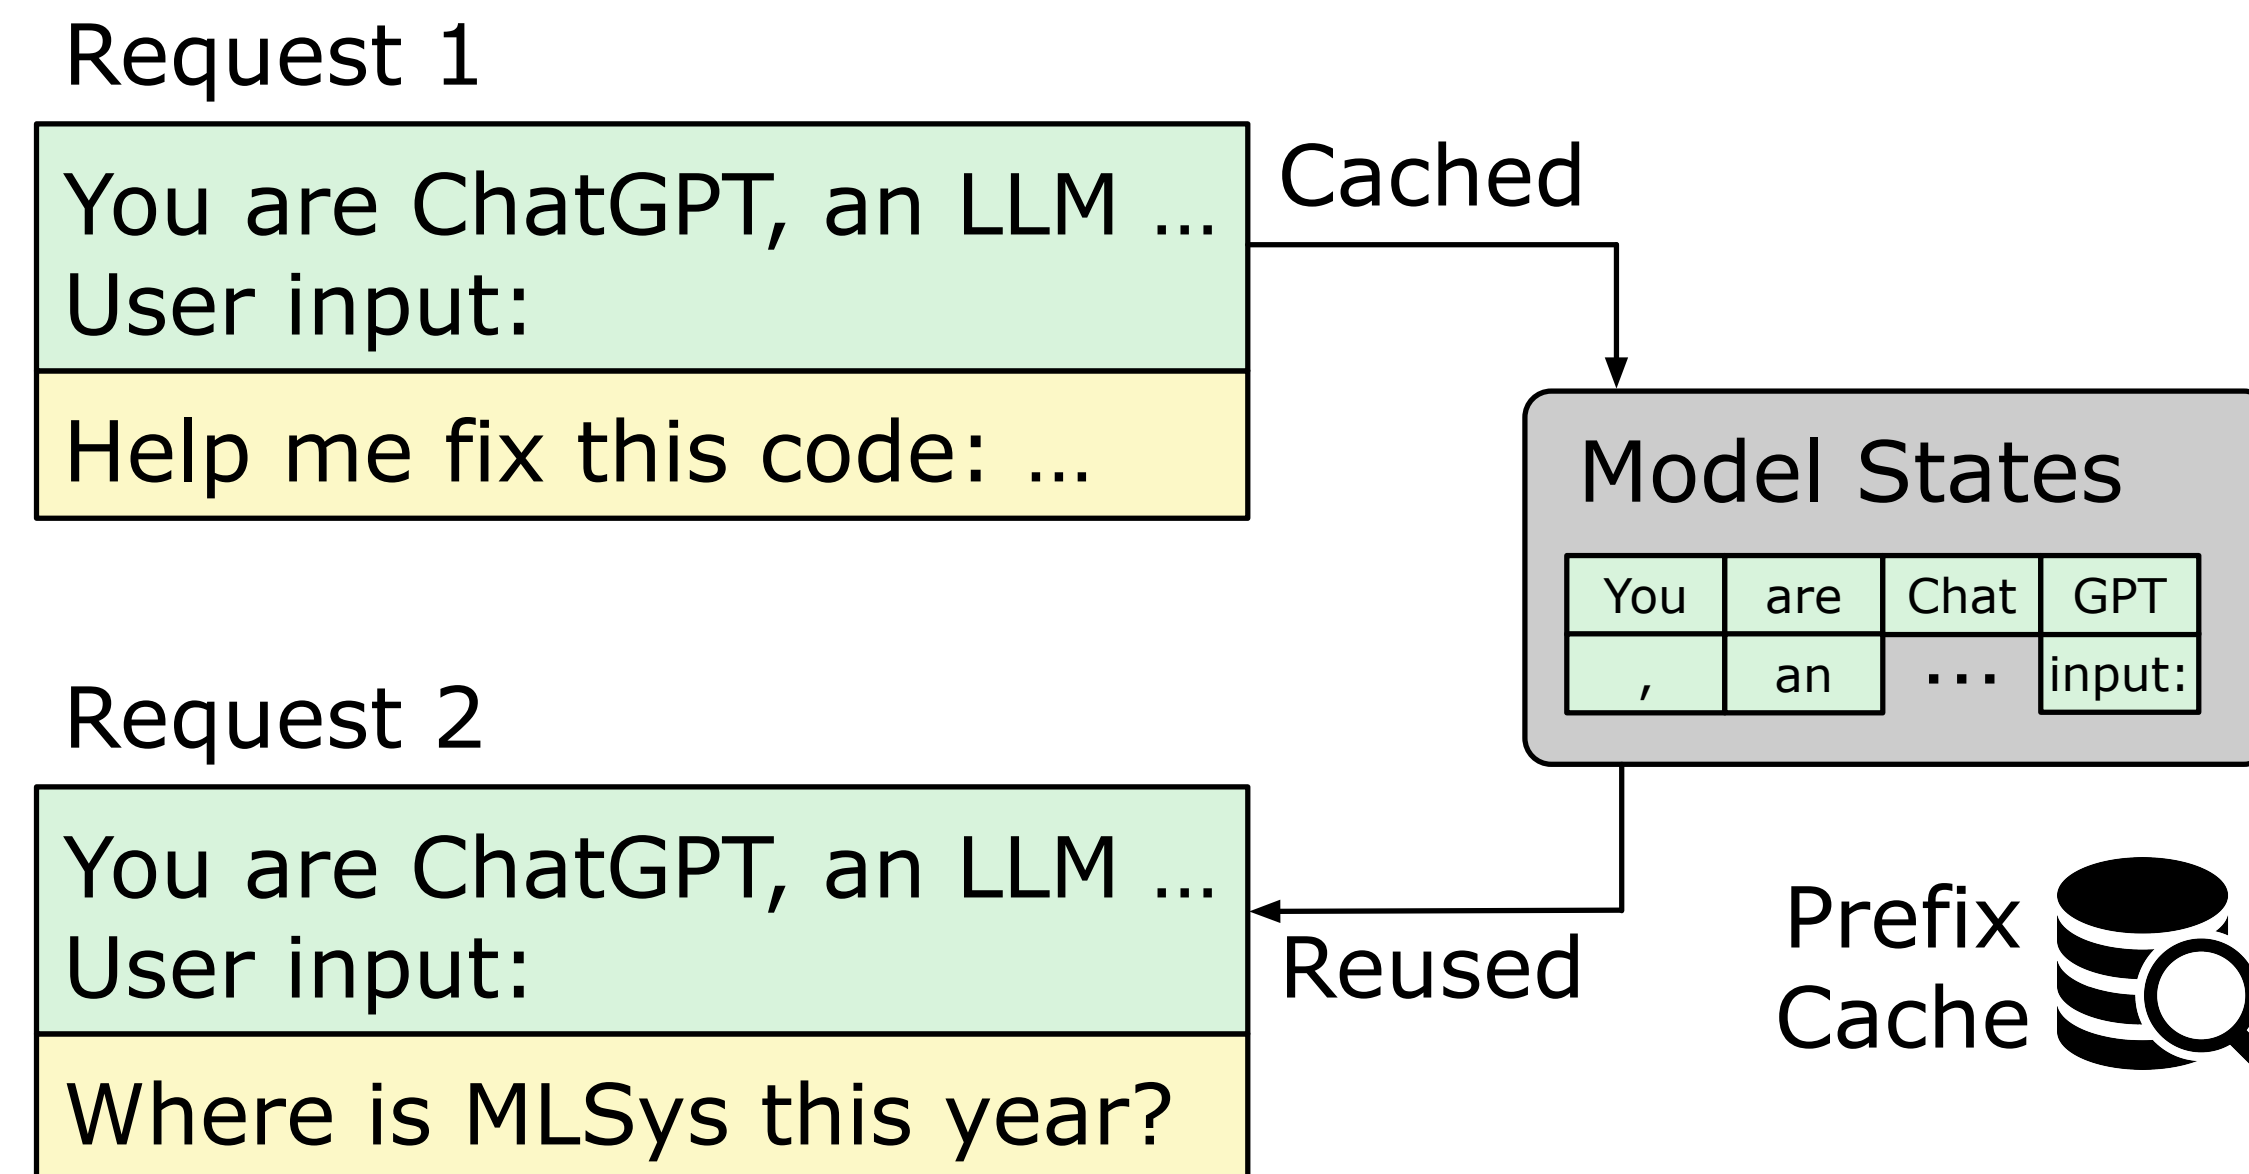 Request 1
You are ChatGPT, an LLM ...
User input:
Help me fix this code: ...
Cached
Model States
You are Chat GPT
, an ... input:
Request 2
You are ChatGPT, an LLM ...
User input:
Where is MLSys this year?
Reused
Prefix
Cache